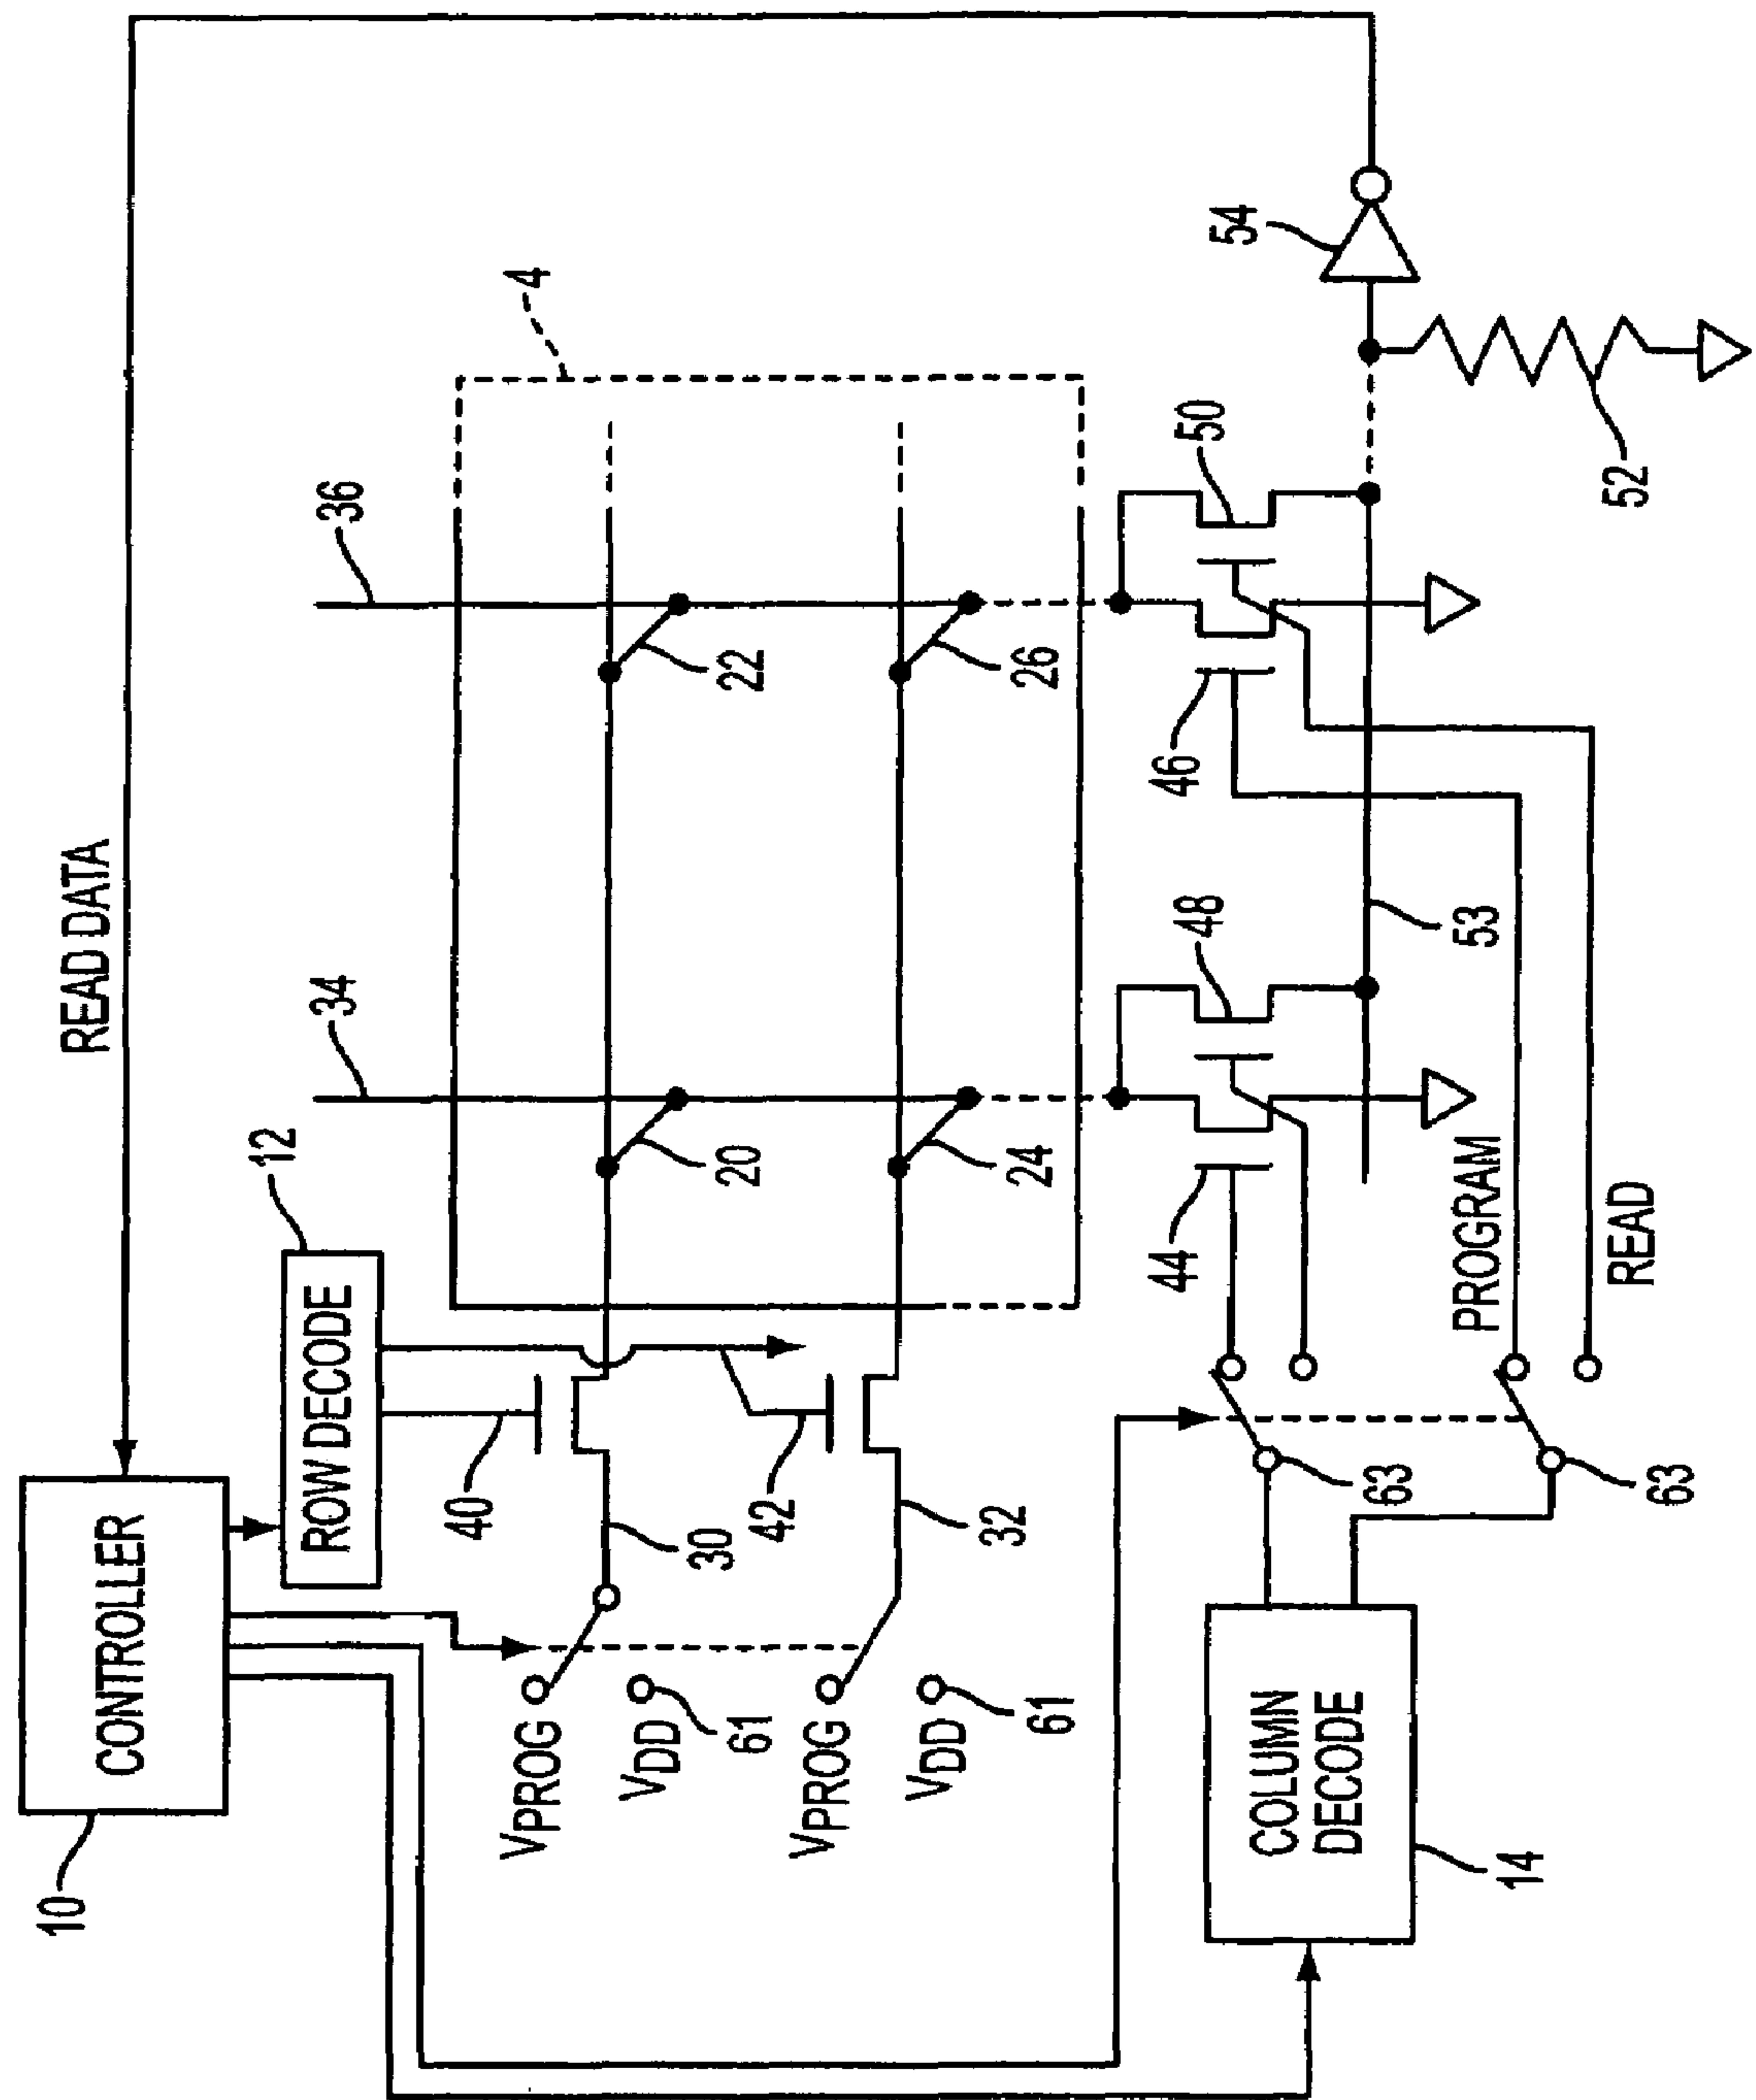 READ DATA
CONTROLLER
10
ROW DECODE
12
34
36
4
40
30
20
22
VPROG
VDD
61
42
32
24
26
VPROG
VDD
61
44
48
46
50
54
COLUMN
DECODE
14
63
63
PROGRAM
READ
53
52